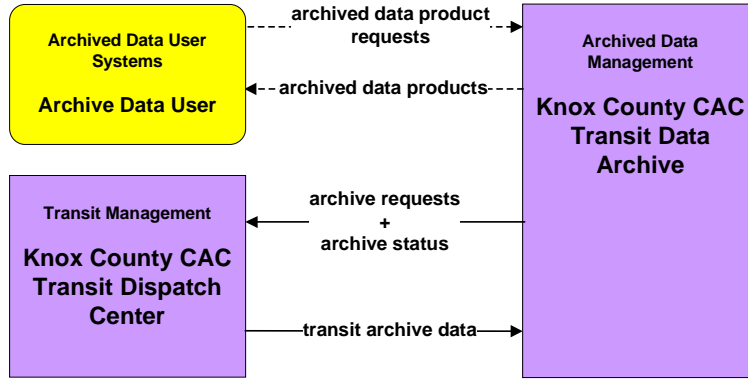 Archived Data User
Systems
Archive Data User
archived data product
requests
archived data products
Archived Data
Management
Knox County CAC
Transit Data
Archive
Transit Management
Knox County CAC
Transit Dispatch
Center
archive requests
+
archive status
transit archive data